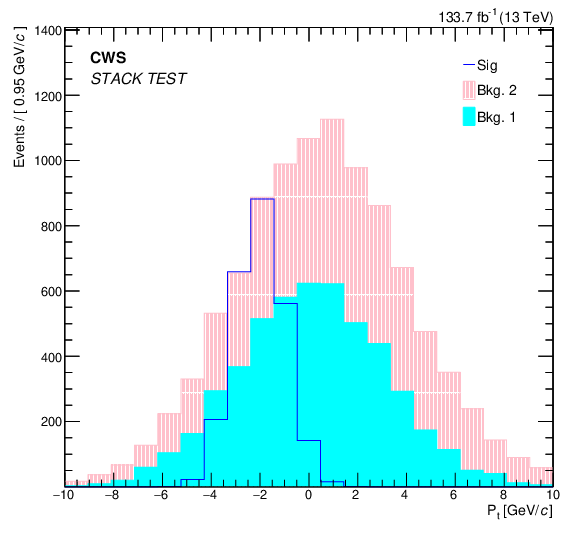 133.7 fb⁻¹ (13 TeV)
Events / [ 0.95 GeV/c ]
1400
1200
1000
800
600
400
200
CWS
STACK TEST
Sig
Bkg. 2
Bkg. 1
−10 −8 −6 −4 −2 0 2 4 6 8 10
Pt [GeV/c]